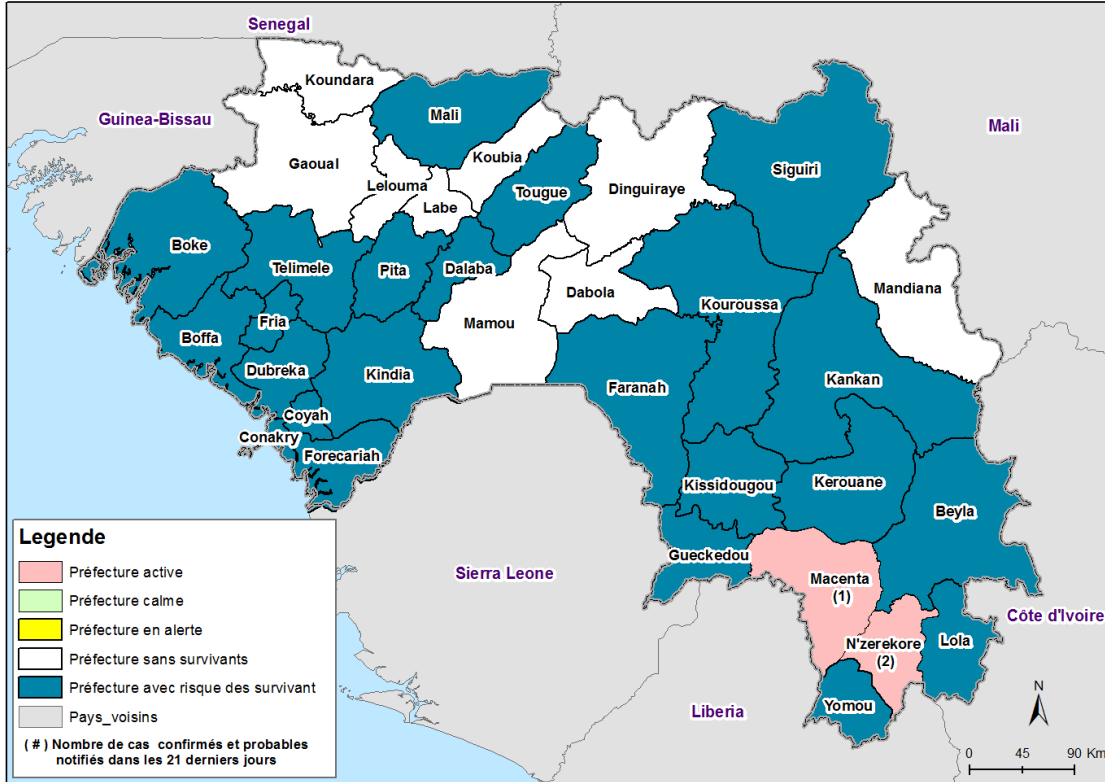 Senegal
Koundara
Mali
Guinea-Bissau
Mali
Gaoual
Koubia
Siguiri
Lelouma
Tougue
Dinguiraye
Labe
Boke
Telimele
Pita
Dalaba
Dabola
Mandiana
Kouroussa
Fria
Mamou
Boffa
Dubreka
Kindia
Faranah
Kankan
Coyah
Conakry
Forecariah
Kissidougou
Kerouane
Beyla
Gueckedou
Sierra Leone
Macenta
(1)
Côte d'Ivoire
N'zerekore
(2)
Lola
Yomou
Liberia
Legende
Préfecture active
Préfecture calme
Préfecture en alerte
Préfecture sans survivants
Préfecture avec risque des survivant
Pays_voisins
( # ) Nombre de cas confirmés et probables
notifiés dans les 21 derniers jours
N
0 45 90 Km